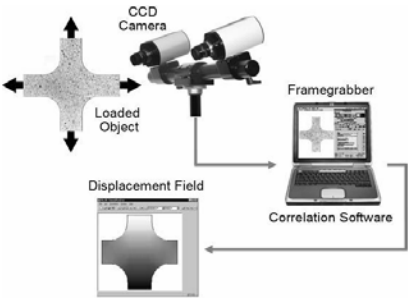 CCD
Camera
Loaded
Object
Framegrabber
Correlation Software
Displacement Field